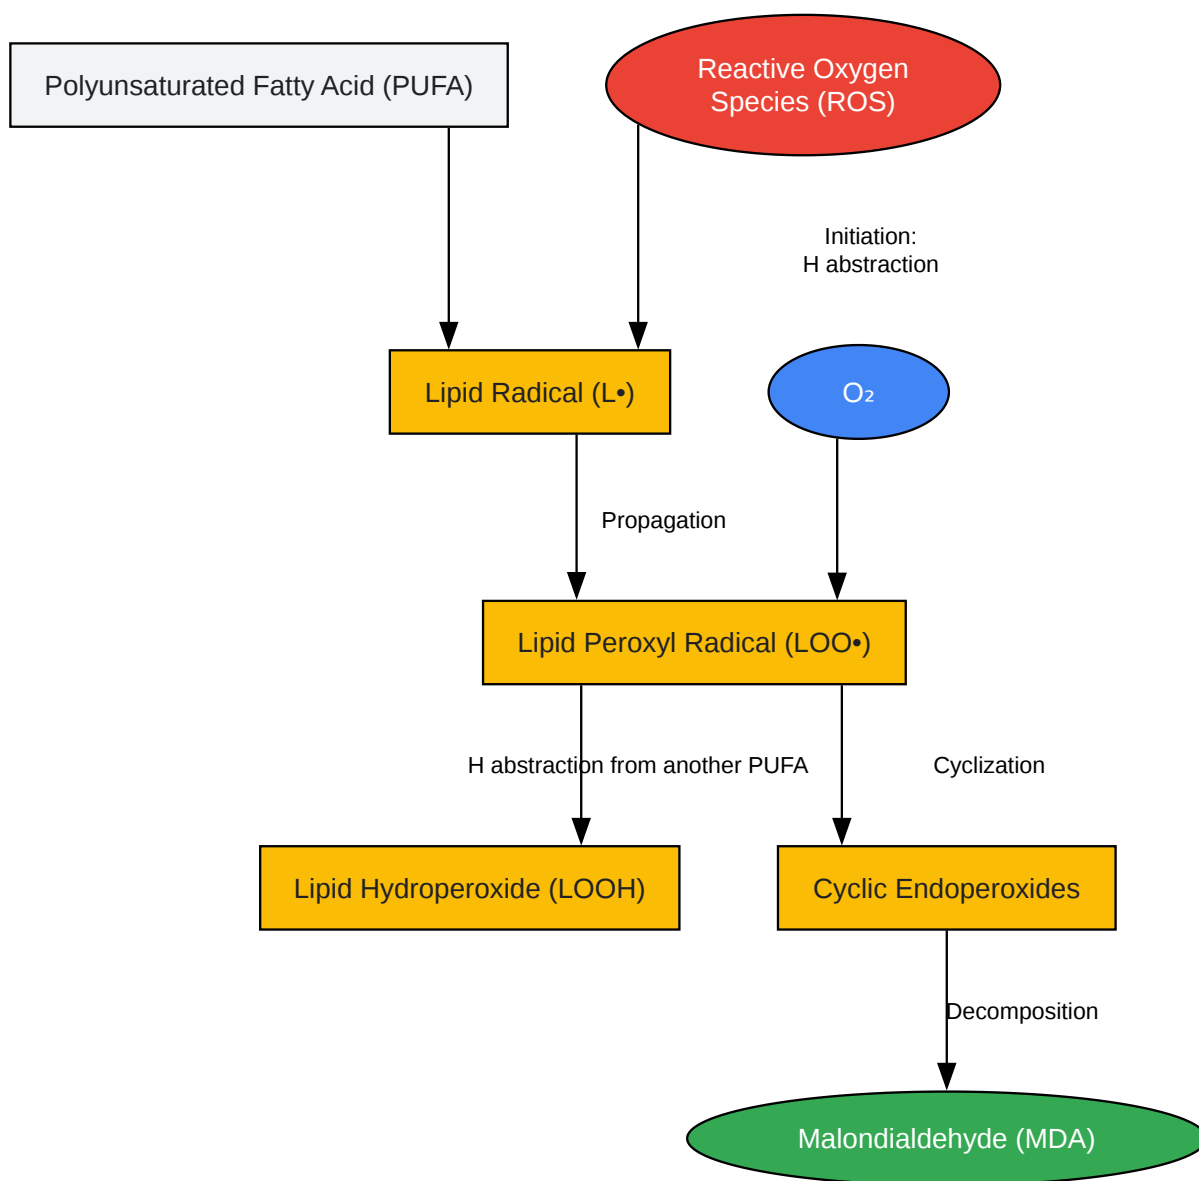 Polyunsaturated Fatty Acid (PUFA)
Reactive Oxygen
Species (ROS)
Initiation:
H abstraction
Lipid Radical (L•)
O₂
Propagation
Lipid Peroxyl Radical (LOO•)
H abstraction from another PUFA
Cyclization
Lipid Hydroperoxide (LOOH)
Cyclic Endoperoxides
Decomposition
Malondialdehyde (MDA)